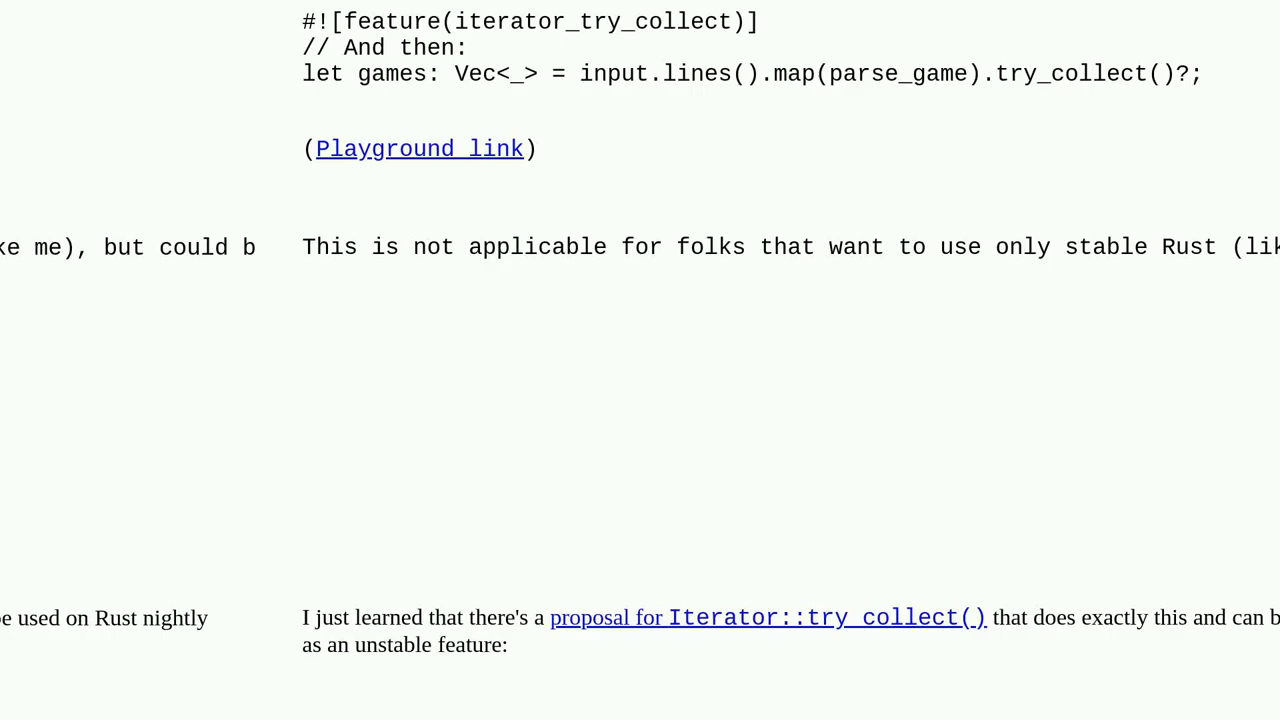 #![feature(iterator_try_collect)]
// And then:
let games: Vec<_> = input.lines().map(parse_game).try_collect()?;
(Playground link)
ke me), but could b
This is not applicable for folks that want to use only stable Rust (lik
e used on Rust nightly
I just learned that there's a proposal for Iterator::try_collect() that does exactly this and can b
as an unstable feature: